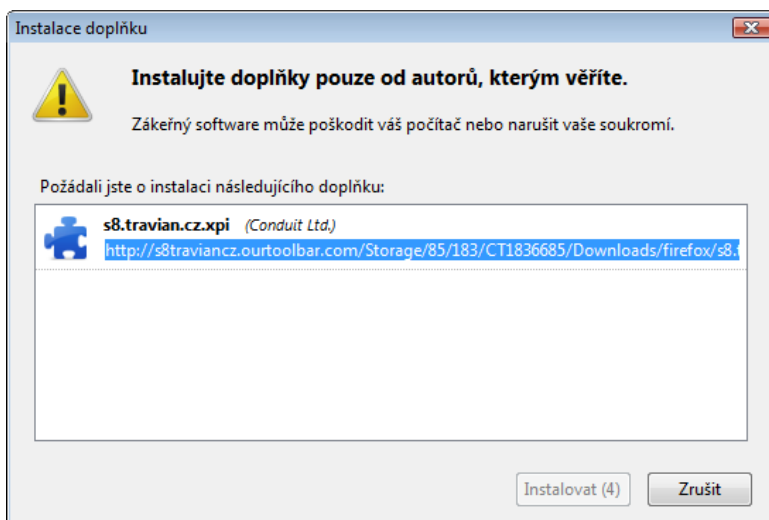 Instalace doplňku
Instalujte doplňky pouze od autorů, kterým věříte.
Zákeřný software může poškodit váš počítač nebo narušit vaše soukromí.
Požádali jste o instalaci následujícího doplňku:
s8.travian.cz.xpi (Conduit Ltd.)
http://s8traviancz.ourtoolbar.com/Storage/85/183/CT1836685/Downloads/firefox/s8.
Instalovat (4) Zrušit